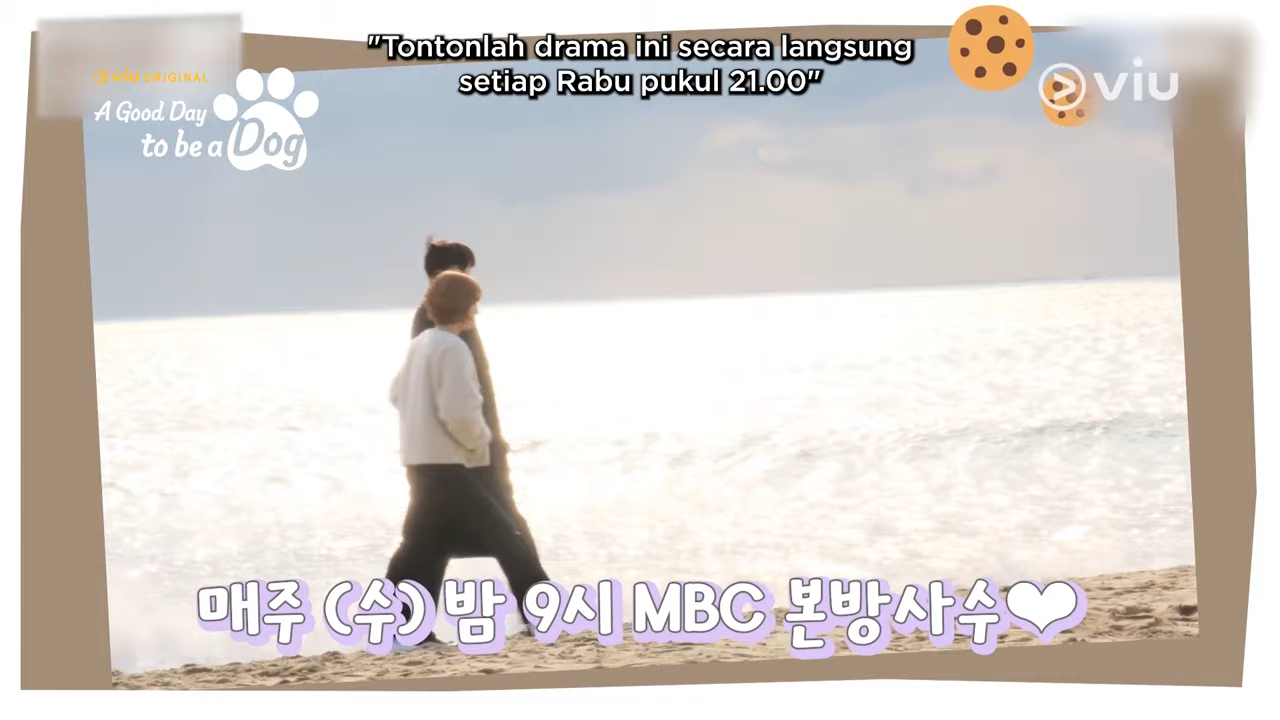 "Tontonlah drama ini secara langsung
setiap Rabu pukul 21.00"
viu ORIGINAL
A Good Day
to be a Dog
viu
매주 (수) 밤 9시 MBC 본방사수♡